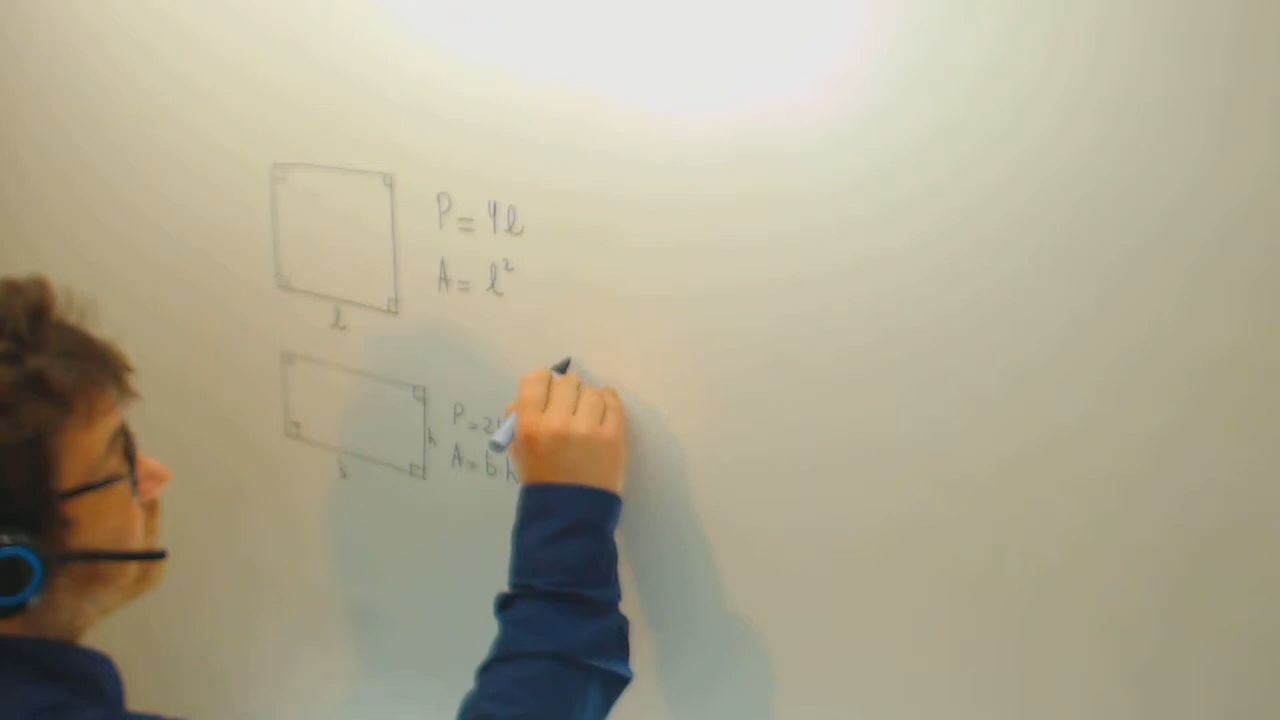 P = 4l
A = l²
l
P = 2
h
A = b h
b